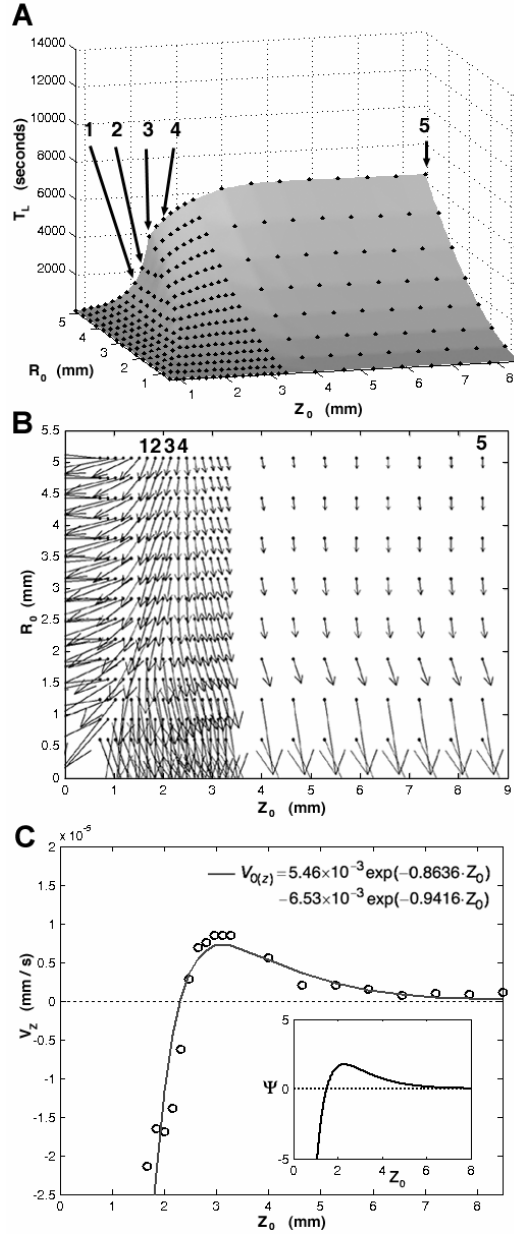 A
14000
12000
10000
8000
6000
4000
2000
T_L (seconds)
1 2 3 4 5
5 4 3 2 1
R_0 (mm)
1 2 3 4 5 6 7 8
Z_0 (mm)
B
5.5
5
4.5
4
3.5
3
2.5
2
1.5
1
0.5
0
R_0 (mm)
1234 5
0 1 2 3 4 5 6 7 8 9
Z_0 (mm)
C
x 10^-5
2
1.5
1
0.5
0
-0.5
-1
-1.5
-2
-2.5
V_Z (mm / s)
V_0(z) = 5.46×10^-3 exp(−0.8636·Z_0)
−6.53×10^-3 exp(−0.9416·Z_0)
5
0
-5
Ψ
0 2 4 6 8
Z_0
0 1 2 3 4 5 6 7 8
Z_0 (mm)